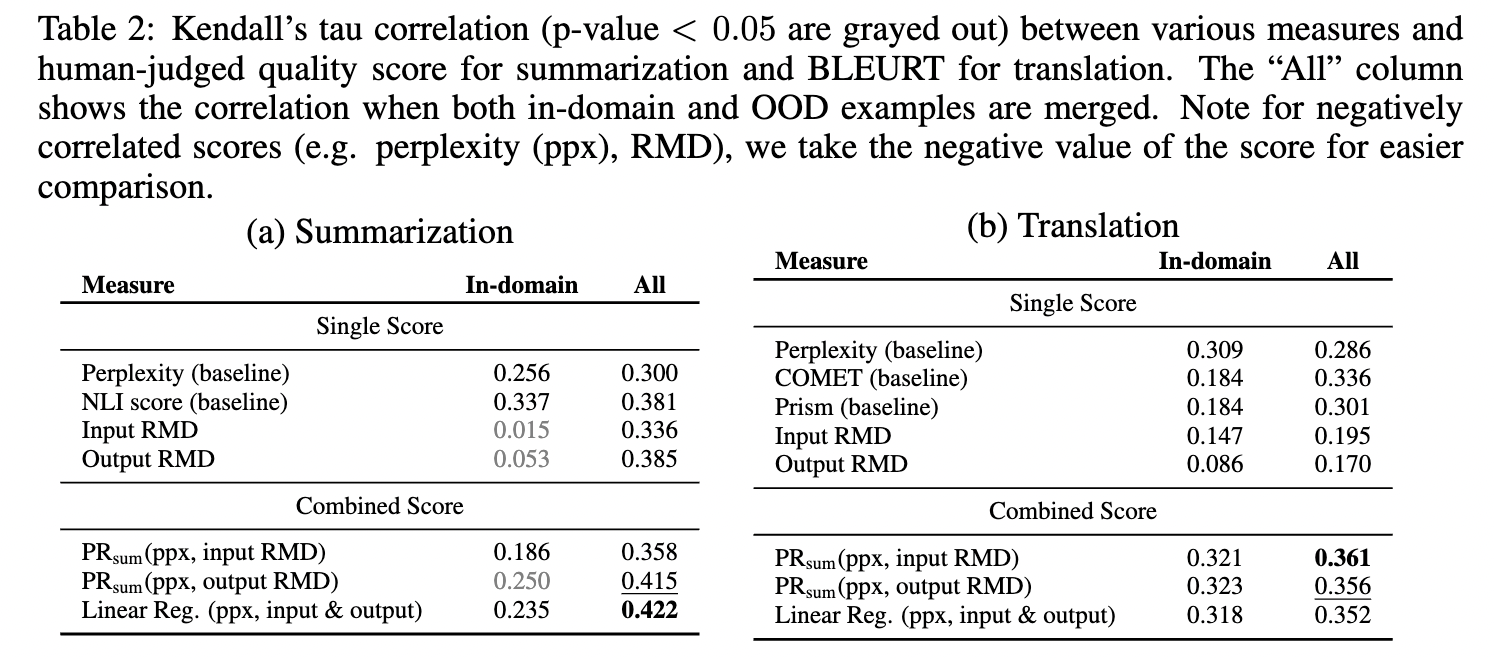 Table 2: Kendall's tau correlation (p-value < 0.05 are grayed out) between various measures and
human-judged quality score for summarization and BLEURT for translation. The “All” column
shows the correlation when both in-domain and OOD examples are merged. Note for negatively
correlated scores (e.g. perplexity (ppx), RMD), we take the negative value of the score for easier
comparison.
(a) Summarization
Measure In-domain All
Single Score
Perplexity (baseline) 0.256 0.300
NLI score (baseline) 0.337 0.381
Input RMD 0.015 0.336
Output RMD 0.053 0.385
Combined Score
PRsum(ppx, input RMD) 0.186 0.358
PRsum(ppx, output RMD) 0.250 0.415
Linear Reg. (ppx, input & output) 0.235 0.422
(b) Translation
Measure In-domain All
Single Score
Perplexity (baseline) 0.309 0.286
COMET (baseline) 0.184 0.336
Prism (baseline) 0.184 0.301
Input RMD 0.147 0.195
Output RMD 0.086 0.170
Combined Score
PRsum(ppx, input RMD) 0.321 0.361
PRsum(ppx, output RMD) 0.323 0.356
Linear Reg. (ppx, input & output) 0.318 0.352